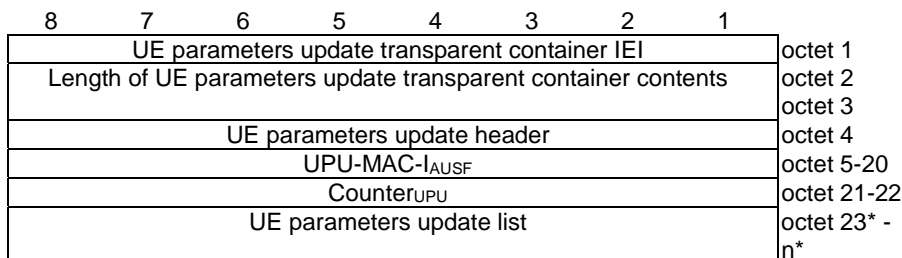 8 7 6 5 4 3 2 1
UE parameters update transparent container IEI octet 1
Length of UE parameters update transparent container contents octet 2
octet 3
UE parameters update header octet 4
UPU-MAC-IAUSF octet 5-20
CounterUPU octet 21-22
UE parameters update list octet 23* -
n*